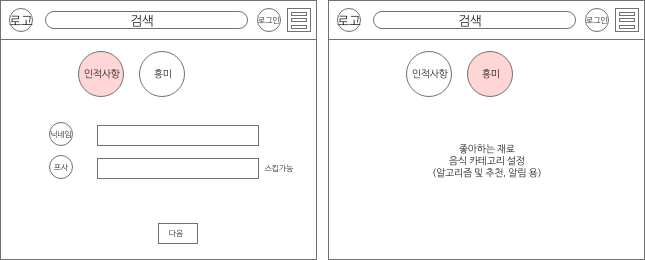 로고 검색 로그인
인적사항 흥미
닉네임
프사 스킵가능
다음
로고 검색 로그인
인적사항 흥미
좋아하는 재료
음식 카테고리 설정
(알고리즘 및 추천, 알림 용)